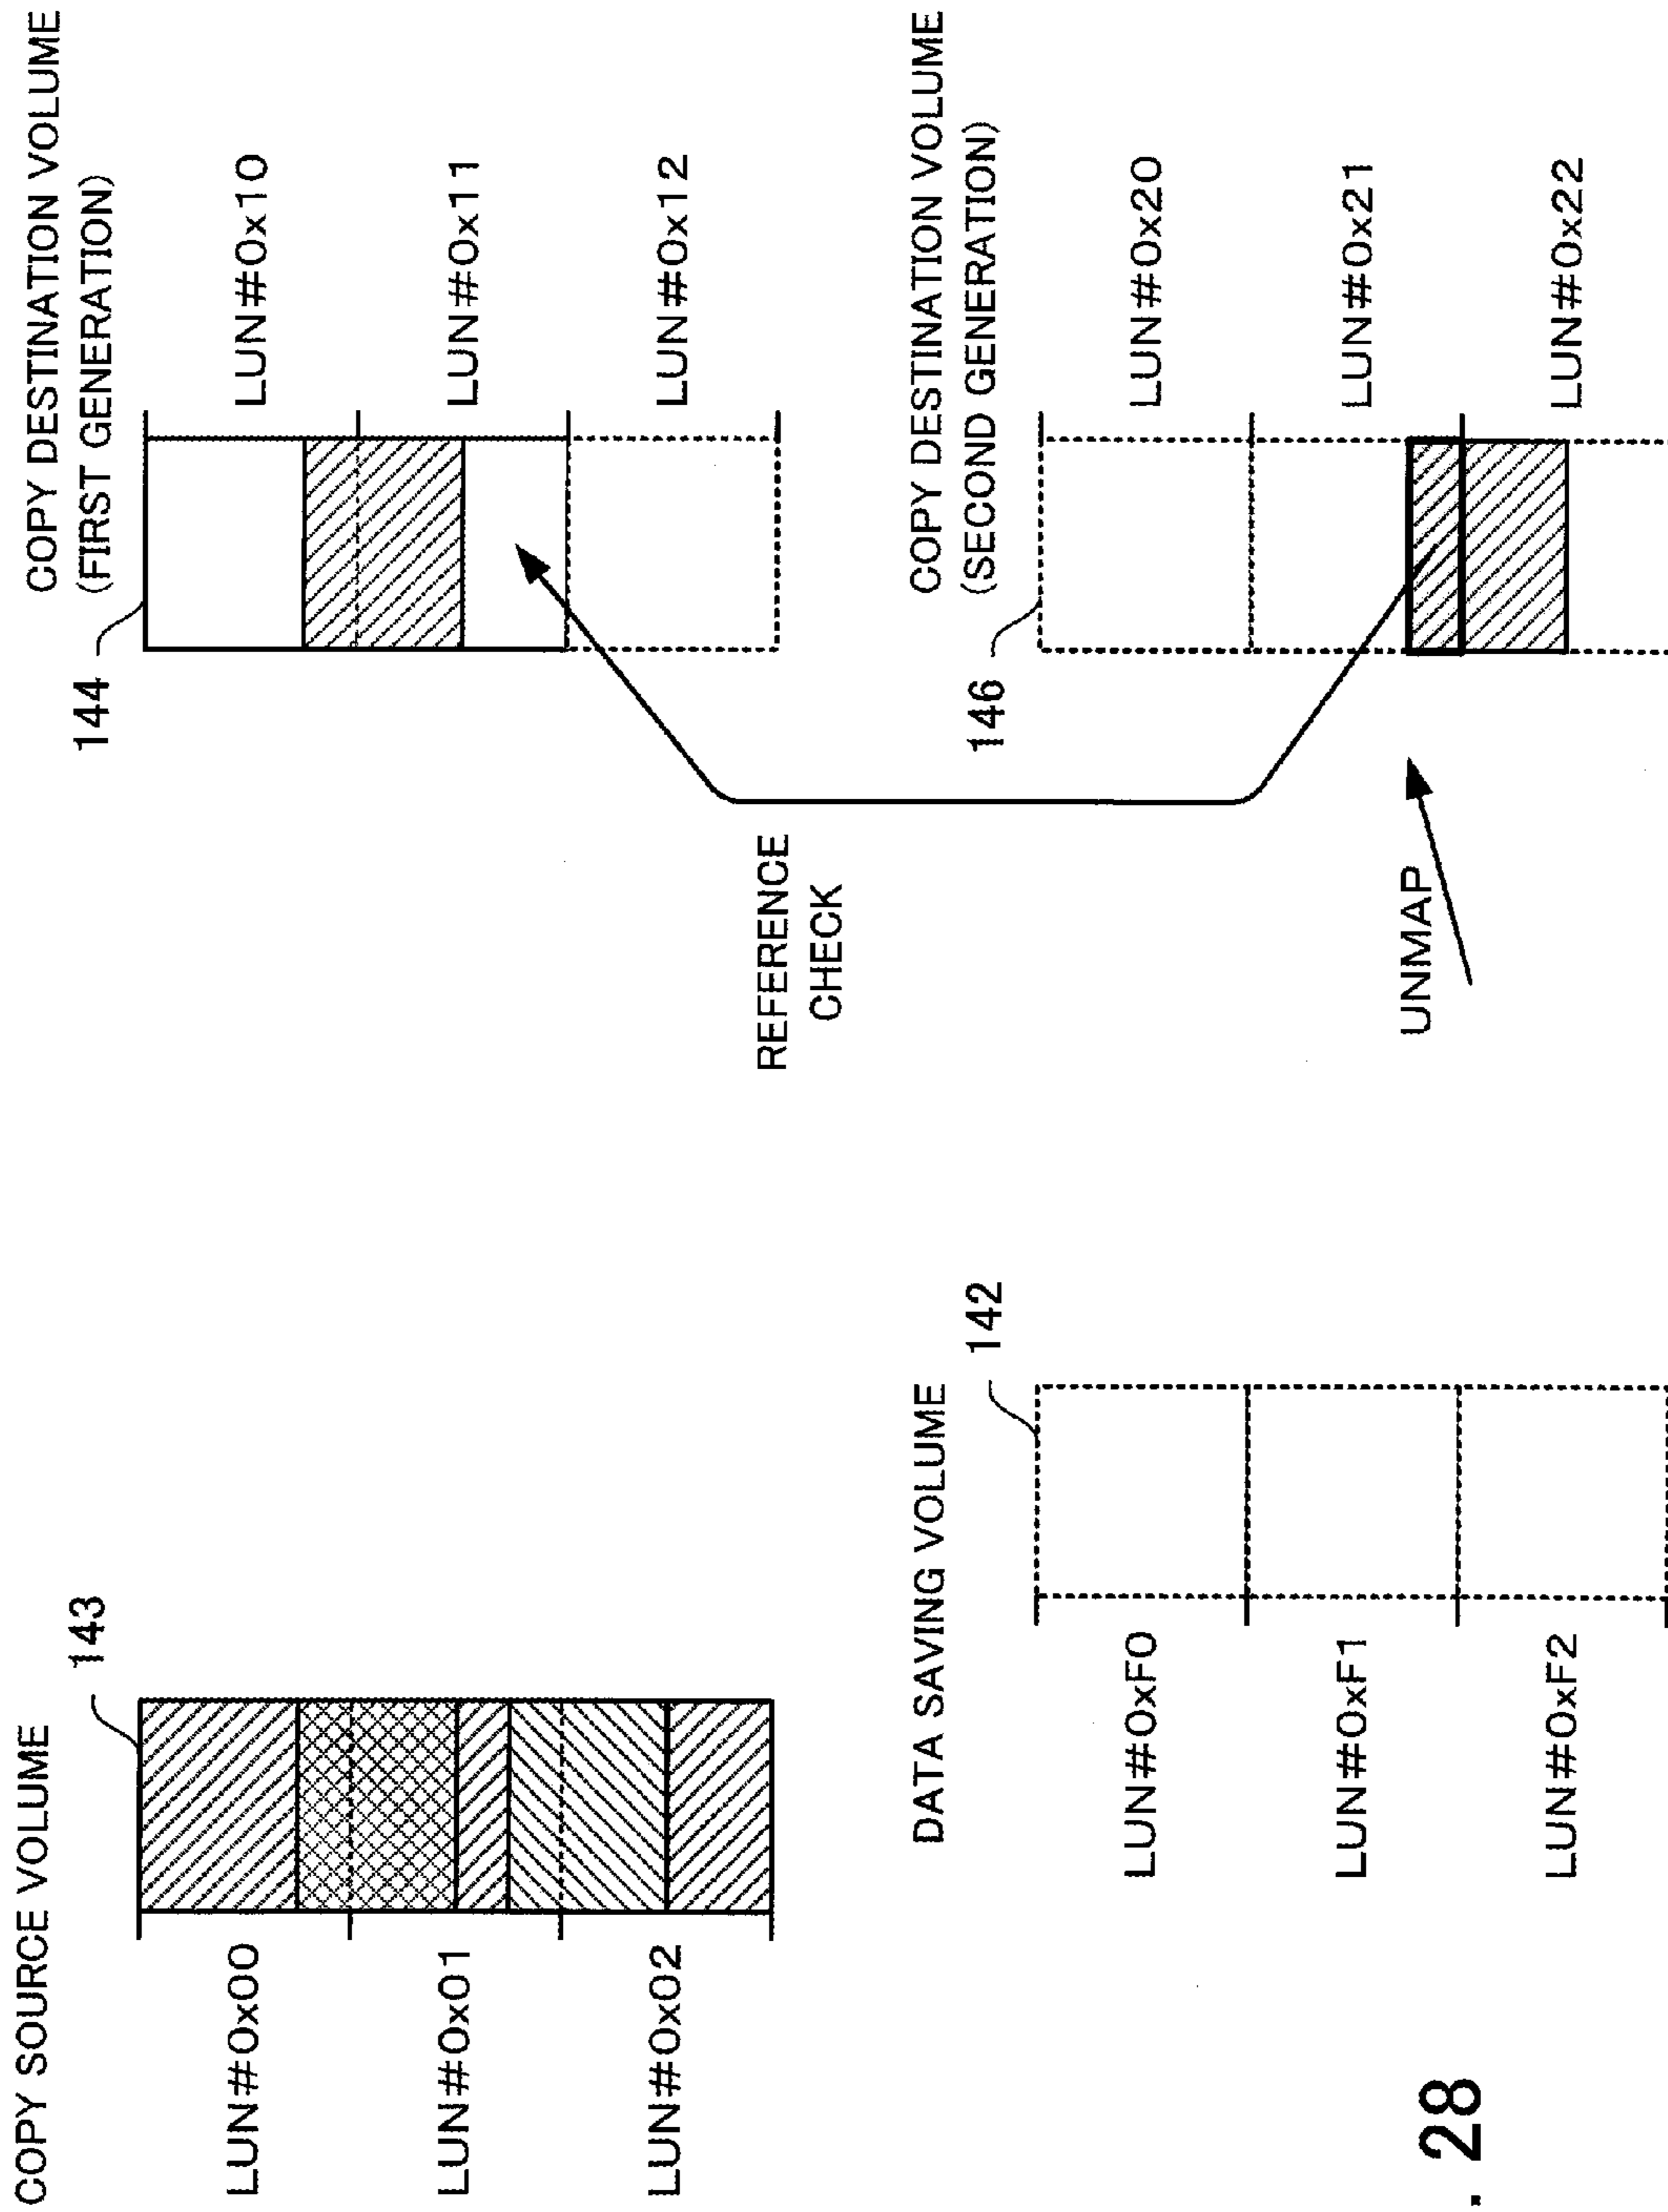 COPY SOURCE VOLUME
143
LUN#0x00
LUN#0x01
LUN#0x02
COPY DESTINATION VOLUME
(FIRST GENERATION)
144
LUN#0x10
LUN#0x11
LUN#0x12
REFERENCE
CHECK
DATA SAVING VOLUME
142
LUN#0xF0
LUN#0xF1
LUN#0xF2
COPY DESTINATION VOLUME
(SECOND GENERATION)
146
LUN#0x20
LUN#0x21
LUN#0x22
UNMAP
. 28